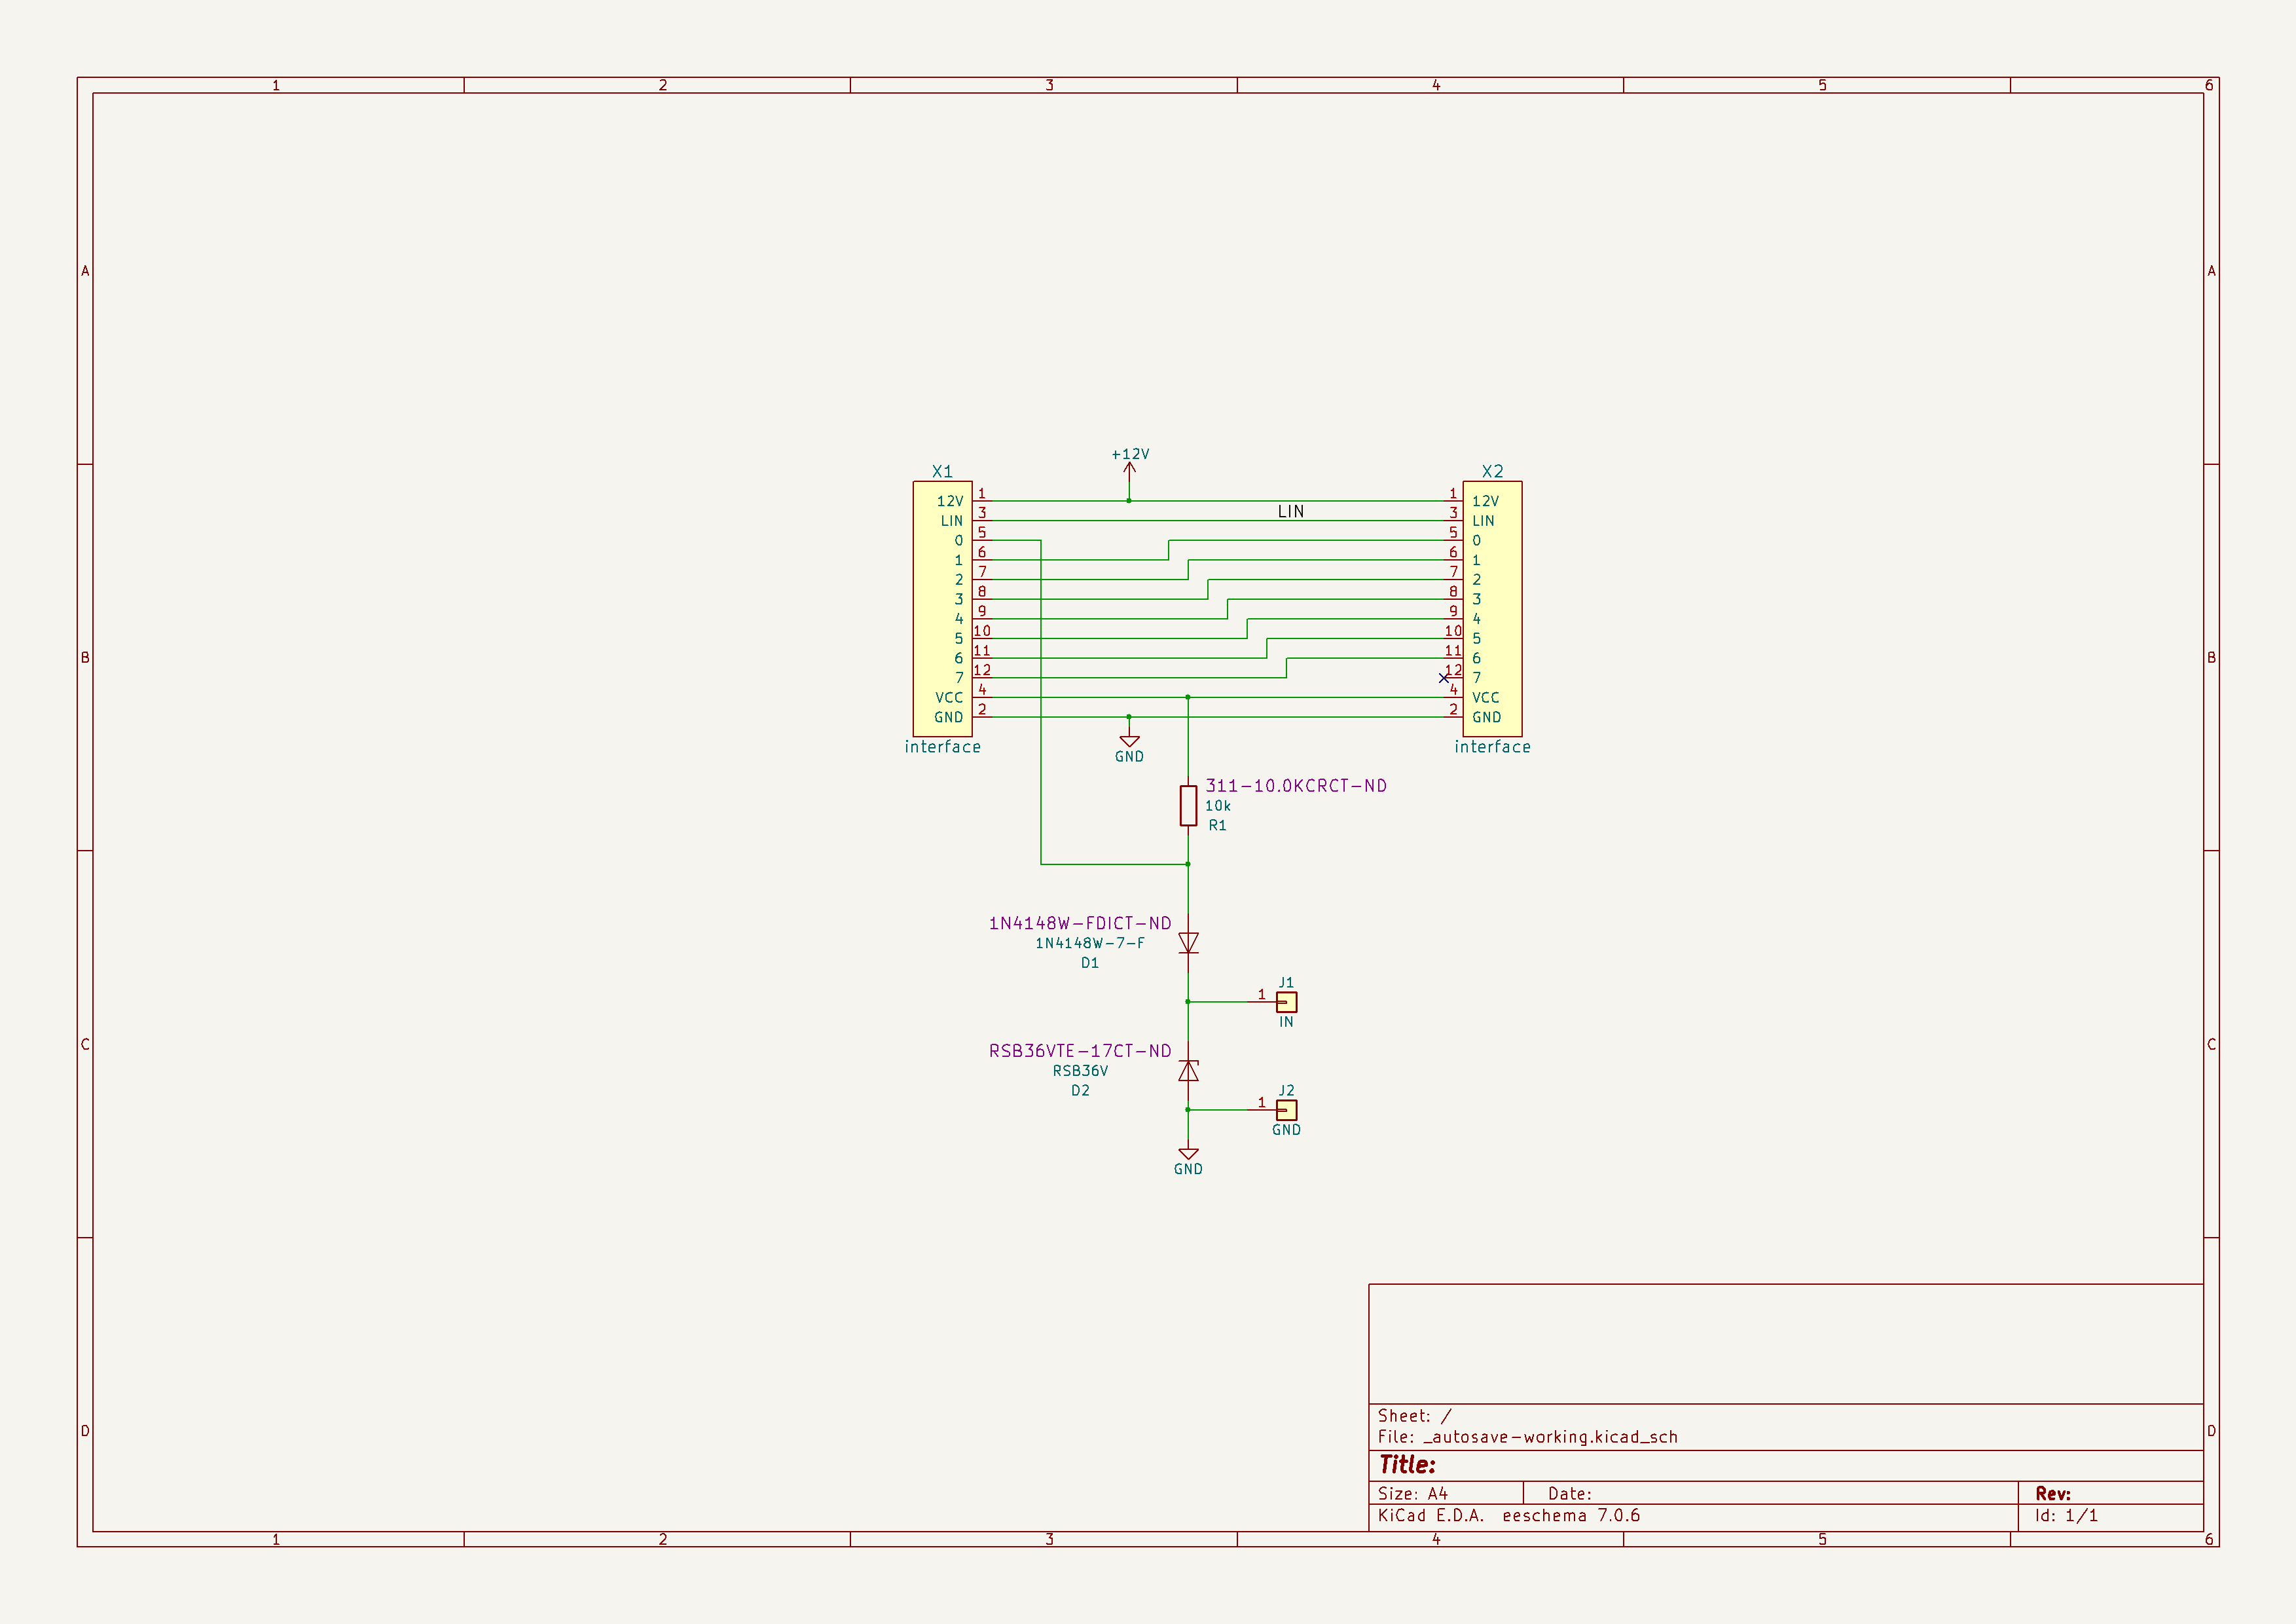 1 2 3 4 5 6
A A
+12V
X1 X2
12V 1 1 12V
LIN
LIN 3 3 LIN
0 5 5 0
1 6 6 1
2 7 7 2
3 8 8 3
4 9 9 4
5 10 10 5
6 11 11 6
B B
7 12 12 7
VCC 4 4 VCC
GND 2 2 GND
interface interface
GND
311-10.0KCRCT-ND
10k
R1
1N4148W-FDICT-ND
1N4148W-7-F
D1
J1
1
IN
C C
RSB36VTE-17CT-ND
RSB36V
D2
J2
1
GND
GND
Sheet: /
D D
File: _autosave-working.kicad_sch
Title:
Size: A4 Date: Rev:
KiCad E.D.A. eeschema 7.0.6 Id: 1/1
1 2 3 4 5 6